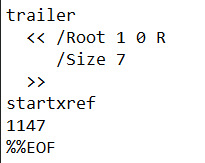 trailer
  << /Root 1 0 R
     /Size 7
  >>
startxref
1147
%%EOF